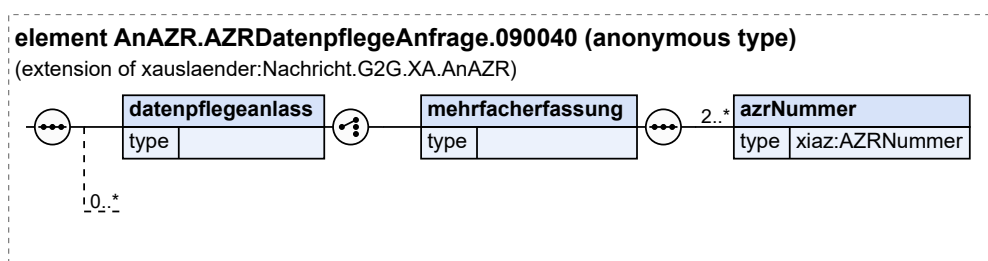 element AnAZR.AZRDatenpflegeAnfrage.090040 (anonymous type)
(extension of xauslaender:Nachricht.G2G.XA.AnAZR)
datenpflegeanlass
type
mehrfacherfassung
type
2..*
azrNummer
type xiaz:AZRNummer
0..*